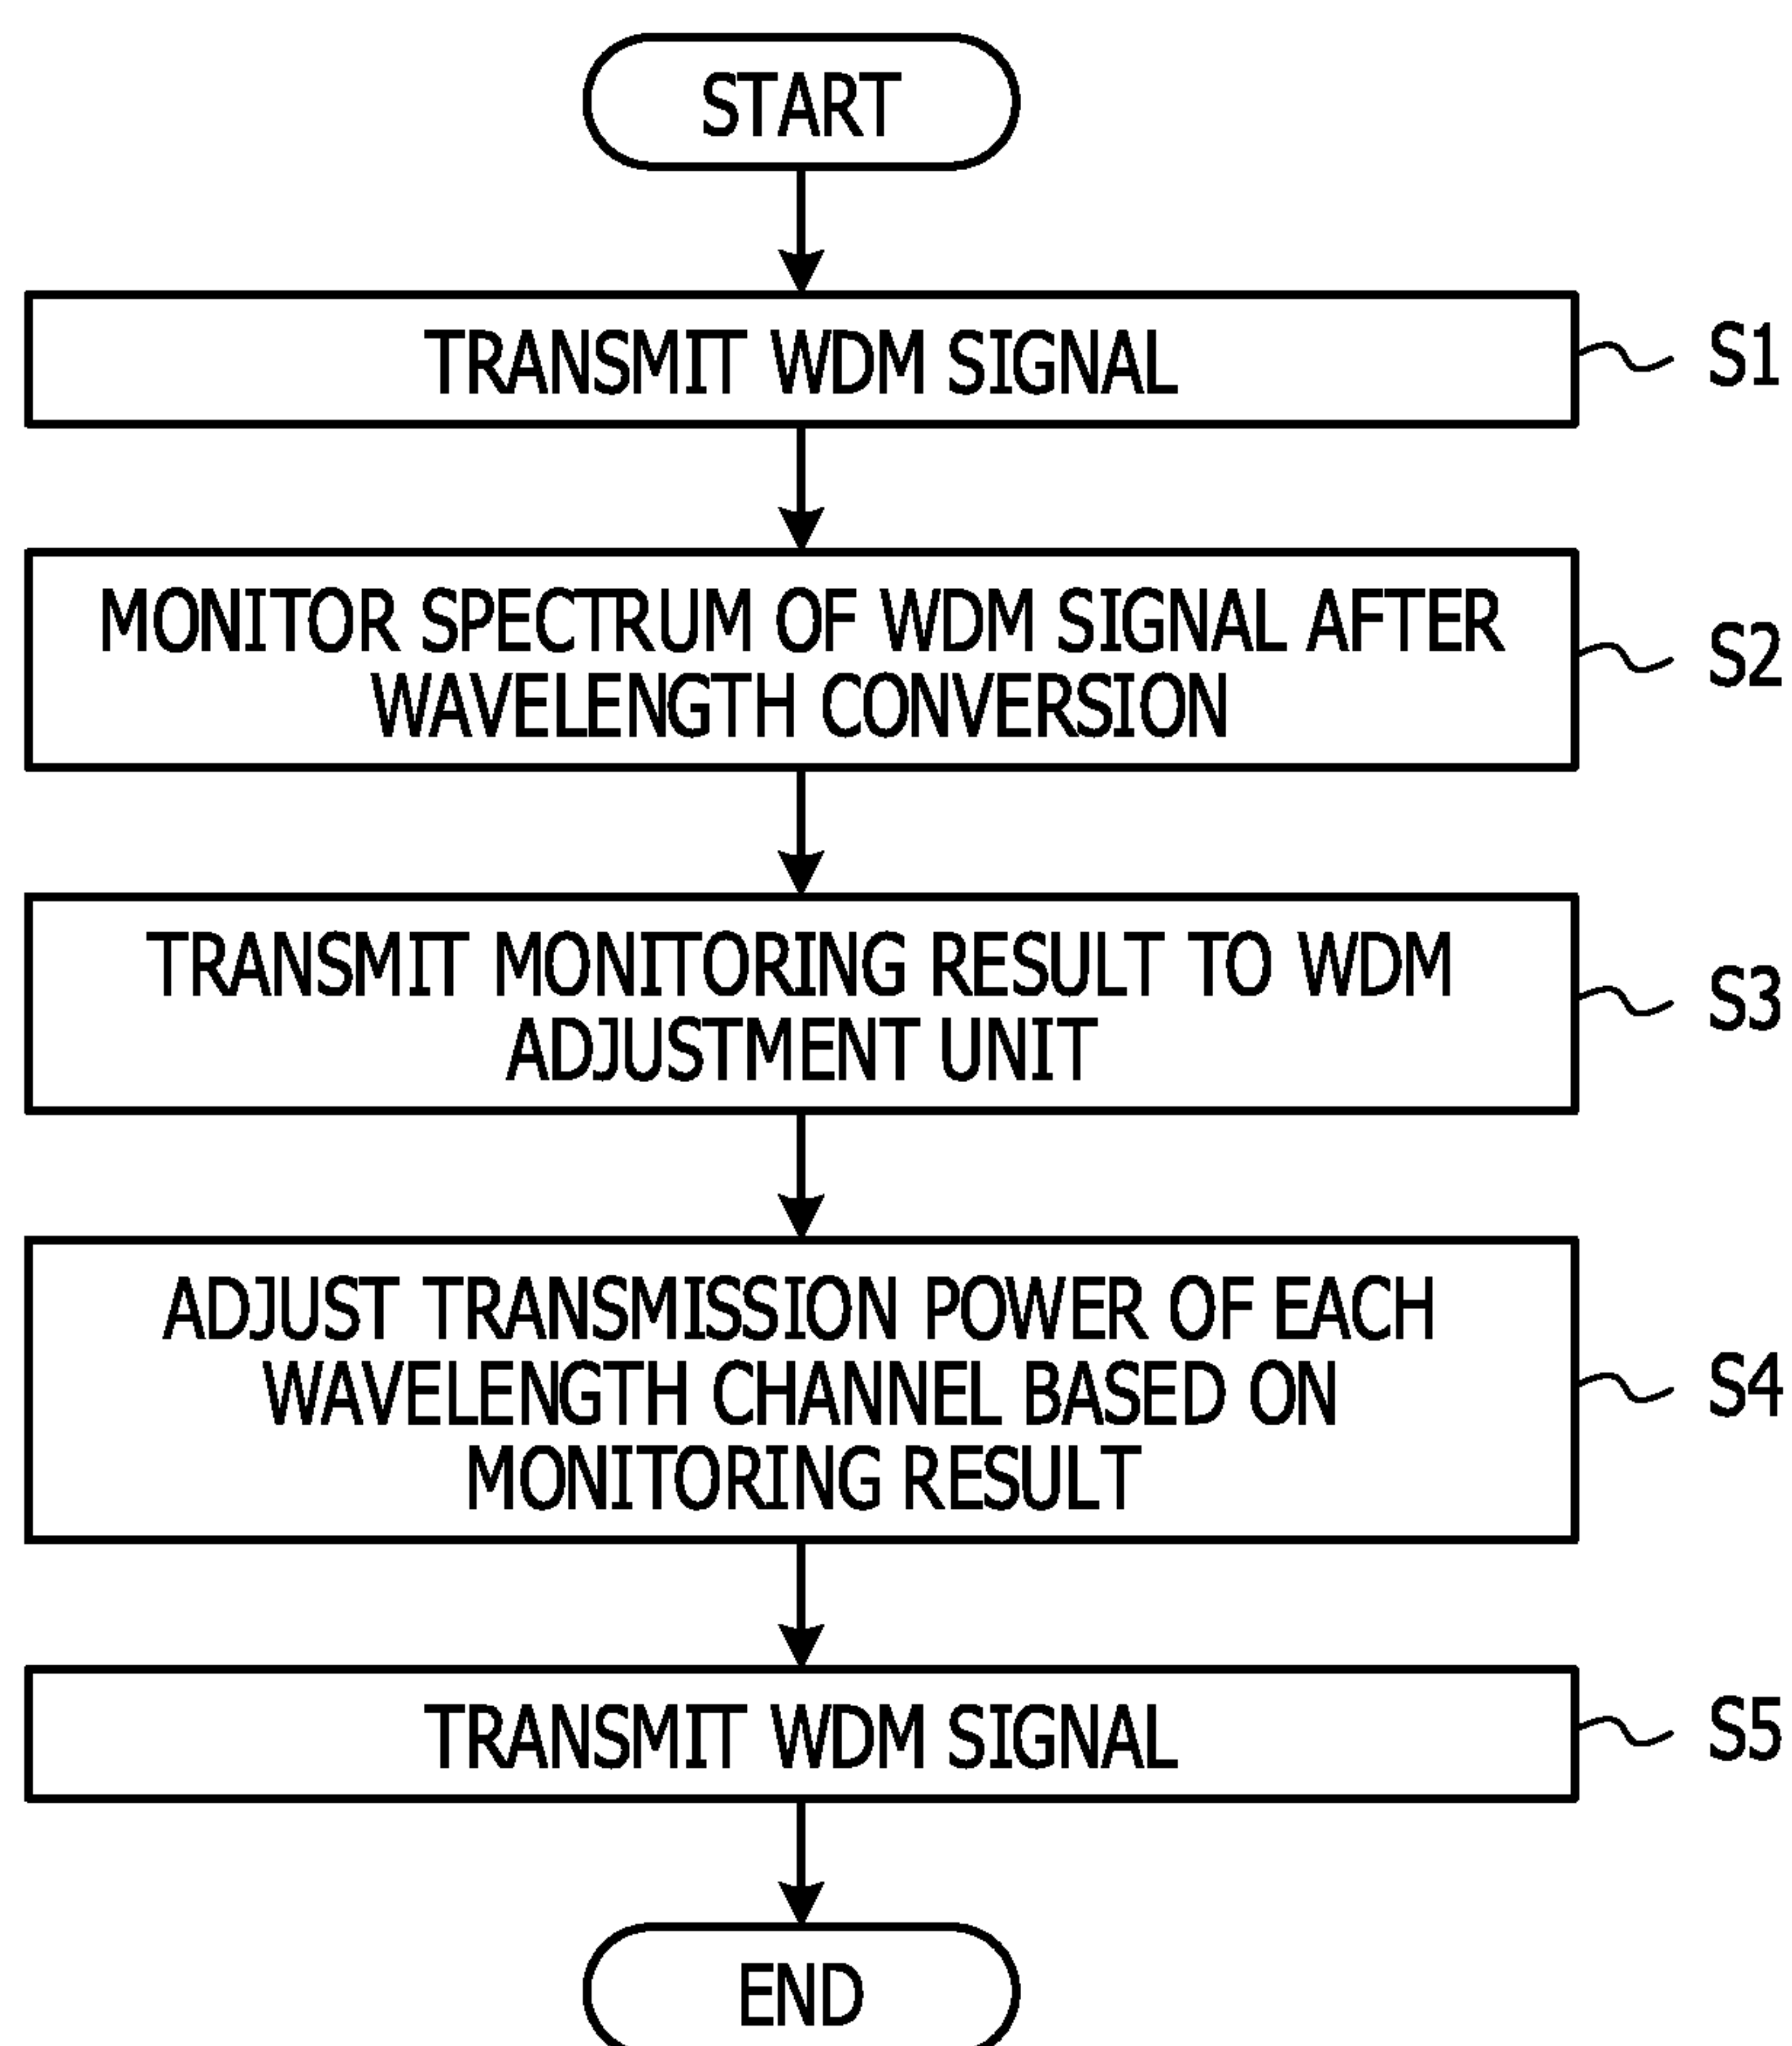 START
TRANSMIT WDM SIGNAL
S1
MONITOR SPECTRUM OF WDM SIGNAL AFTER
WAVELENGTH CONVERSION
S2
TRANSMIT MONITORING RESULT TO WDM
ADJUSTMENT UNIT
S3
ADJUST TRANSMISSION POWER OF EACH
WAVELENGTH CHANNEL BASED ON
MONITORING RESULT
S4
TRANSMIT WDM SIGNAL
S5
END